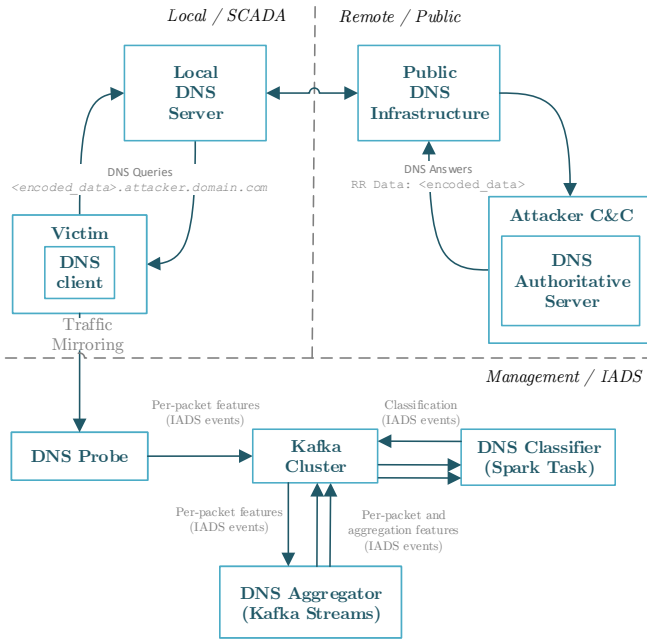 Local / SCADA
Remote / Public
Local
DNS
Server
Public
DNS
Infrastructure
DNS Queries
<encoded_data>.attacker.domain.com
DNS Answers
RR Data: <encoded_data>
Victim
DNS
client
Attacker C&C
DNS
Authoritative
Server
Traffic
Mirroring
Management / IADS
Per-packet features
(IADS events)
Classification
(IADS events)
DNS Probe
Kafka
Cluster
DNS Classifier
(Spark Task)
Per-packet features
(IADS events)
Per-packet and
aggregation features
(IADS events)
DNS Aggregator
(Kafka Streams)